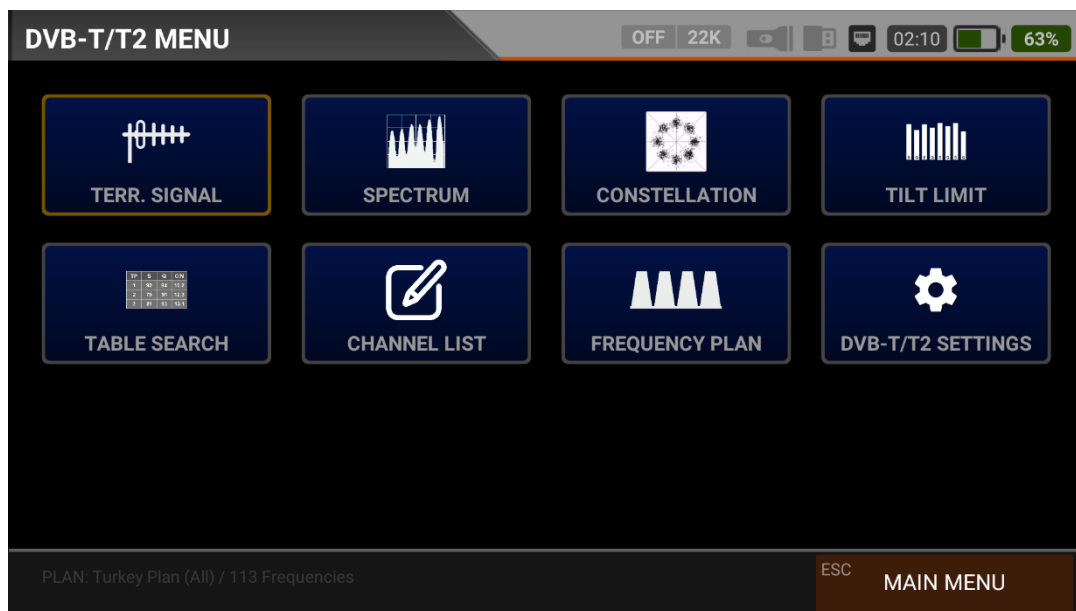 DVB-T/T2 MENU
OFF 22K 02:10 63%
TERR. SIGNAL SPECTRUM CONSTELLATION TILT LIMIT
TABLE SEARCH CHANNEL LIST FREQUENCY PLAN DVB-T/T2 SETTINGS
PLAN: Turkey Plan (All) / 113 Frequencies
ESC MAIN MENU